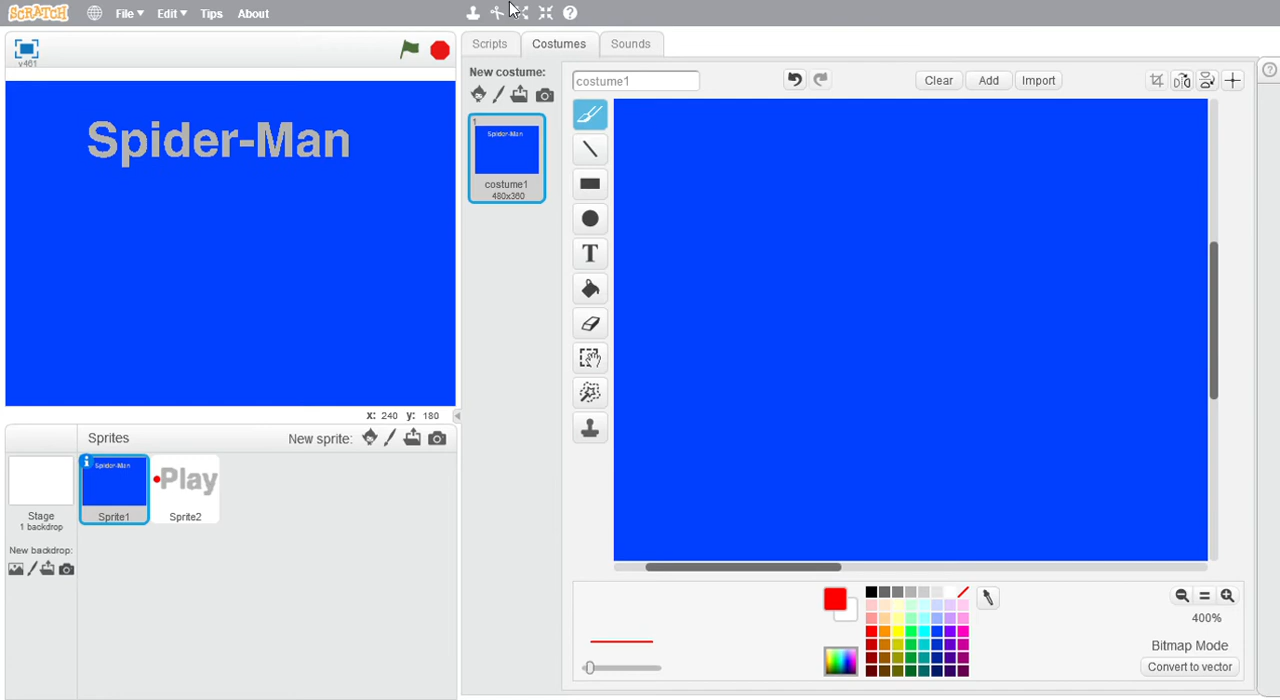 SCRATCH File Edit Tips About
v461
Scripts Costumes Sounds
New costume:
costume1
Clear Add Import
1
Spider-Man
costume1
480x360
Spider-Man
T
x: 240 y: 180
Sprites New sprite:
Spider-Man
Play
Stage
1 backdrop
Sprite1
Sprite2
New backdrop:
400%
Bitmap Mode
Convert to vector